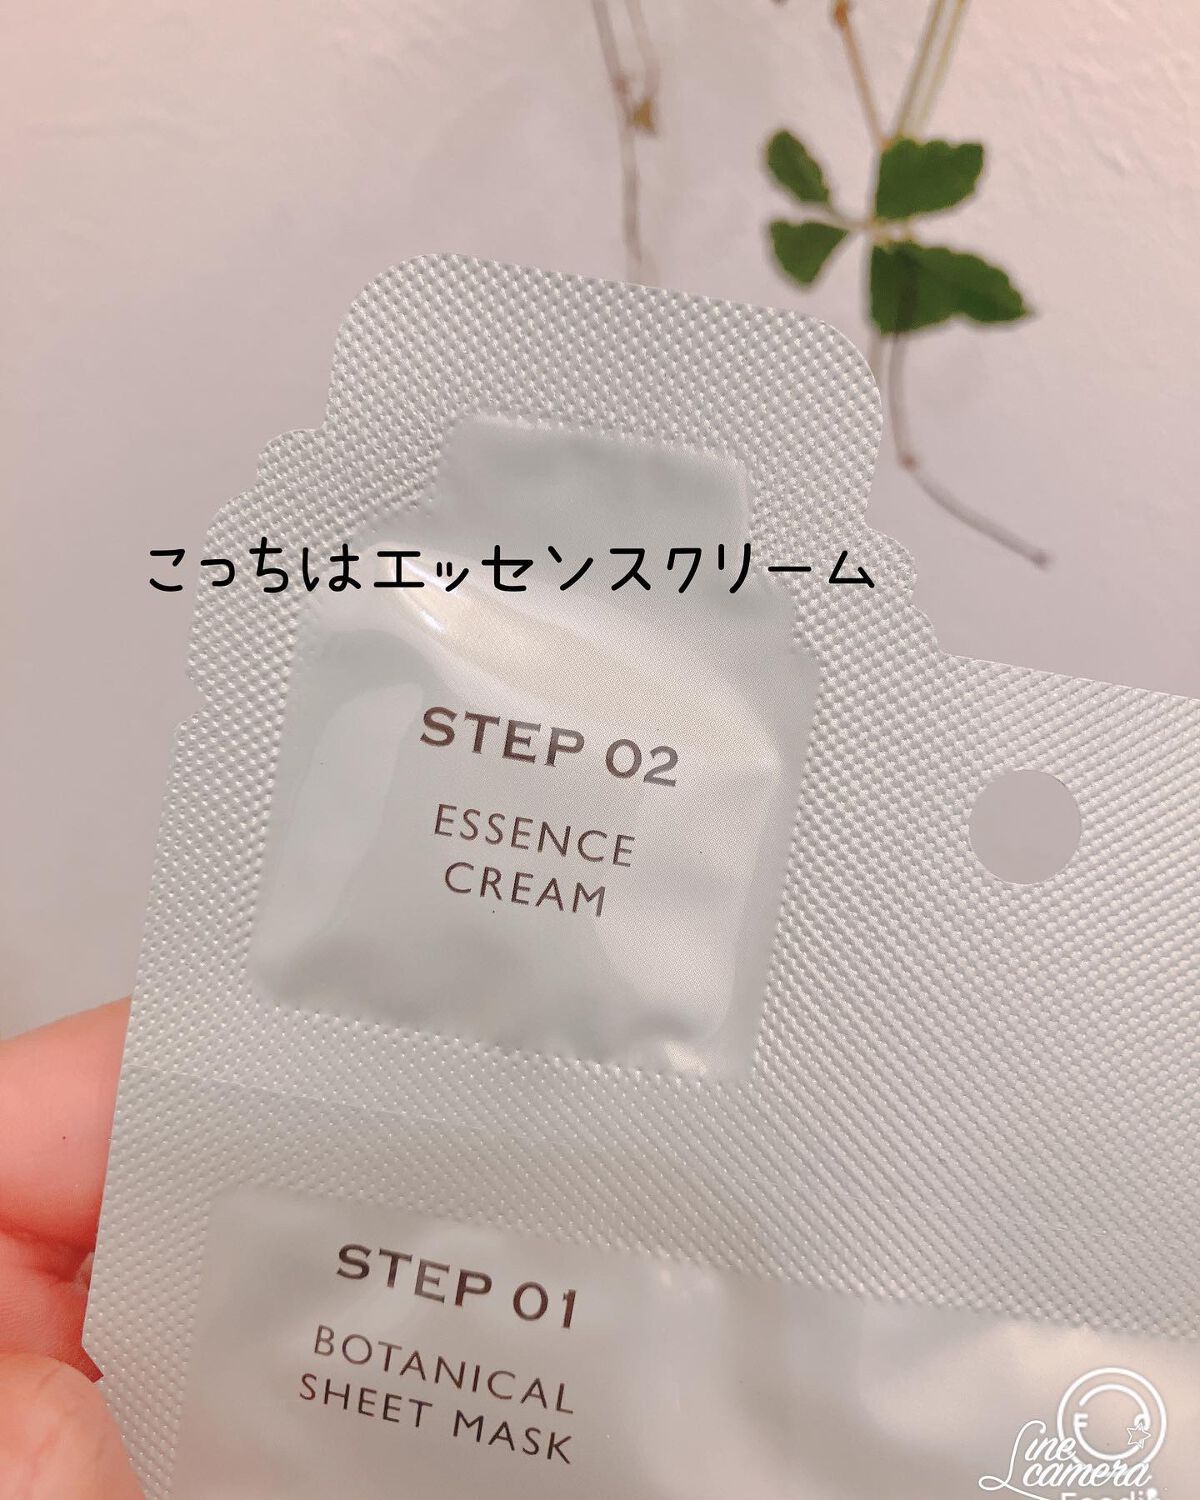 こっちはエッセンスクリーム
STEP 02
ESSENCE
CREAM
STEP 01
BOTANICAL
SHEET MASK
Line
camera